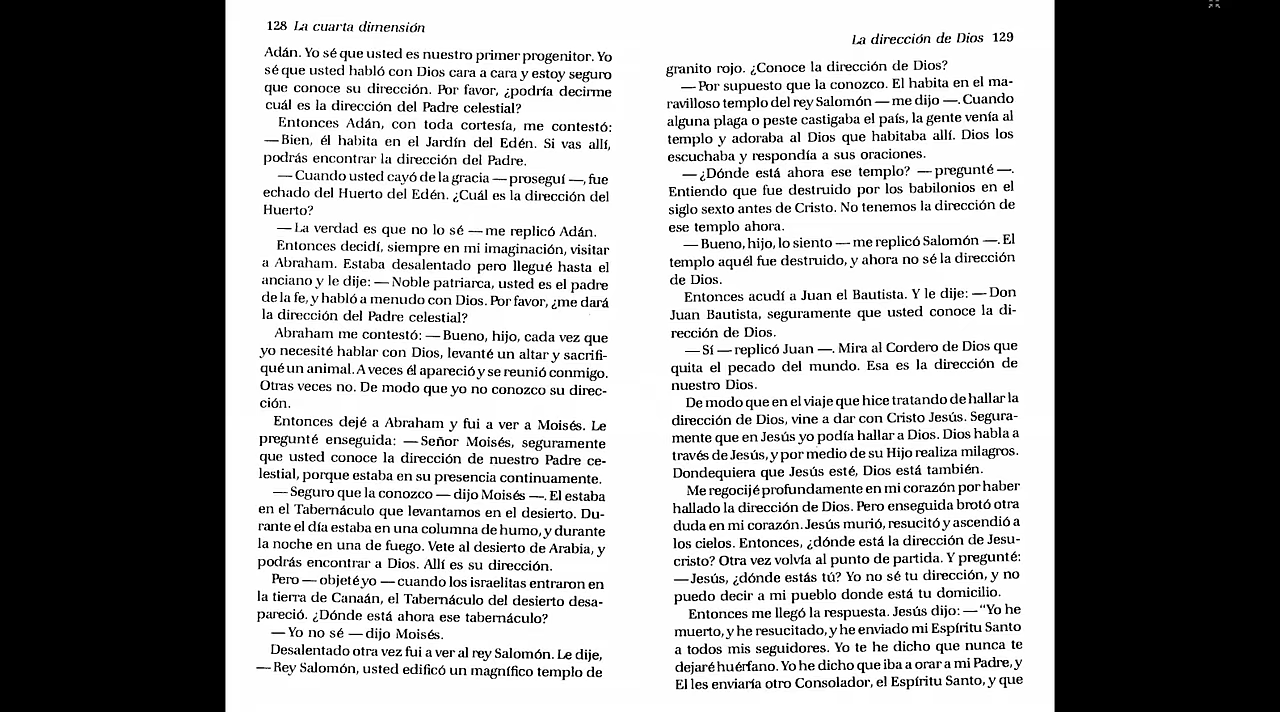 128 La cuarta dimensión
Adán. Yo sé que usted es nuestro primer progenitor. Yo
sé que usted habló con Dios cara a cara y estoy seguro
que conoce su dirección. Por favor, ¿podría decirme
cuál es la dirección del Padre celestial?
Entonces Adán, con toda cortesía, me contestó:
—Bien, él habita en el Jardín del Edén. Si vas allí,
podrás encontrar la dirección del Padre.
—Cuando usted cayó de la gracia —proseguí—, fue
echado del Huerto del Edén. ¿Cuál es la dirección del
Huerto?
—La verdad es que no lo sé —me replicó Adán.
Entonces decidí, siempre en mi imaginación, visitar
a Abraham. Estaba desalentado pero llegué hasta el
anciano y le dije: —Noble patriarca, usted es el padre
de la fe, y habló a menudo con Dios. Por favor, ¿me dará
la dirección del Padre celestial?
Abraham me contestó: —Bueno, hijo, cada vez que
yo necesité hablar con Dios, levanté un altar y sacrifi-
qué un animal. A veces él apareció y se reunió conmigo.
Otras veces no. De modo que yo no conozco su direc-
ción.
Entonces dejé a Abraham y fui a ver a Moisés. Le
pregunté enseguida: —Señor Moisés, seguramente
que usted conoce la dirección de nuestro Padre ce-
lestial, porque estaba en su presencia continuamente.
—Seguro que la conozco — dijo Moisés —. El estaba
en el Tabernáculo que levantamos en el desierto. Du-
rante el día estaba en una columna de humo, y durante
la noche en una de fuego. Vete al desierto de Arabia, y
podrás encontrar a Dios. Allí es su dirección.
Pero — objeté yo — cuando los israelitas entraron en
la tierra de Canaán, el Tabernáculo del desierto desa-
pareció. ¿Dónde está ahora ese tabernáculo?
—Yo no sé — dijo Moisés.
Desalentado otra vez fui a ver al rey Salomón. Le dije,
—Rey Salomón, usted edificó un magnífico templo de
La dirección de Dios 129
granito rojo. ¿Conoce la dirección de Dios?
—Por supuesto que la conozco. El habita en el ma-
ravilloso templo del rey Salomón — me dijo —. Cuando
alguna plaga o peste castigaba el país, la gente venía al
templo y adoraba al Dios que habitaba allí. Dios los
escuchaba y respondía a sus oraciones.
—¿Dónde está ahora ese templo? —pregunté—.
Entiendo que fue destruido por los babilonios en el
siglo sexto antes de Cristo. No tenemos la dirección de
ese templo ahora.
—Bueno, hijo, lo siento — me replicó Salomón —. El
templo aquél fue destruido, y ahora no sé la dirección
de Dios.
Entonces acudí a Juan el Bautista. Y le dije: —Don
Juan Bautista, seguramente que usted conoce la di-
rección de Dios.
—Sí — replicó Juan —. Mira al Cordero de Dios que
quita el pecado del mundo. Esa es la dirección de
nuestro Dios.
De modo que en el viaje que hice tratando de hallar la
dirección de Dios, vine a dar con Cristo Jesús. Segura-
mente que en Jesús yo podía hallar a Dios. Dios habla a
través de Jesús, y por medio de su Hijo realiza milagros.
Dondequiera que Jesús esté, Dios está también.
Me regocijé profundamente en mi corazón por haber
hallado la dirección de Dios. Pero enseguida brotó otra
duda en mi corazón. Jesús murió, resucitó y ascendió a
los cielos. Entonces, ¿dónde está la dirección de Jesu-
cristo? Otra vez volvía al punto de partida. Y pregunté:
—Jesús, ¿dónde estás tú? Yo no sé tu dirección, y no
puedo decir a mi pueblo donde está tu domicilio.
Entonces me llegó la respuesta. Jesús dijo: —"Yo he
muerto, y he resucitado, y he enviado mi Espíritu Santo
a todos mis seguidores. Yo te he dicho que nunca te
dejaré huérfano. Yo he dicho que iba a orar a mi Padre, y
El les enviaría otro Consolador, el Espíritu Santo, y que